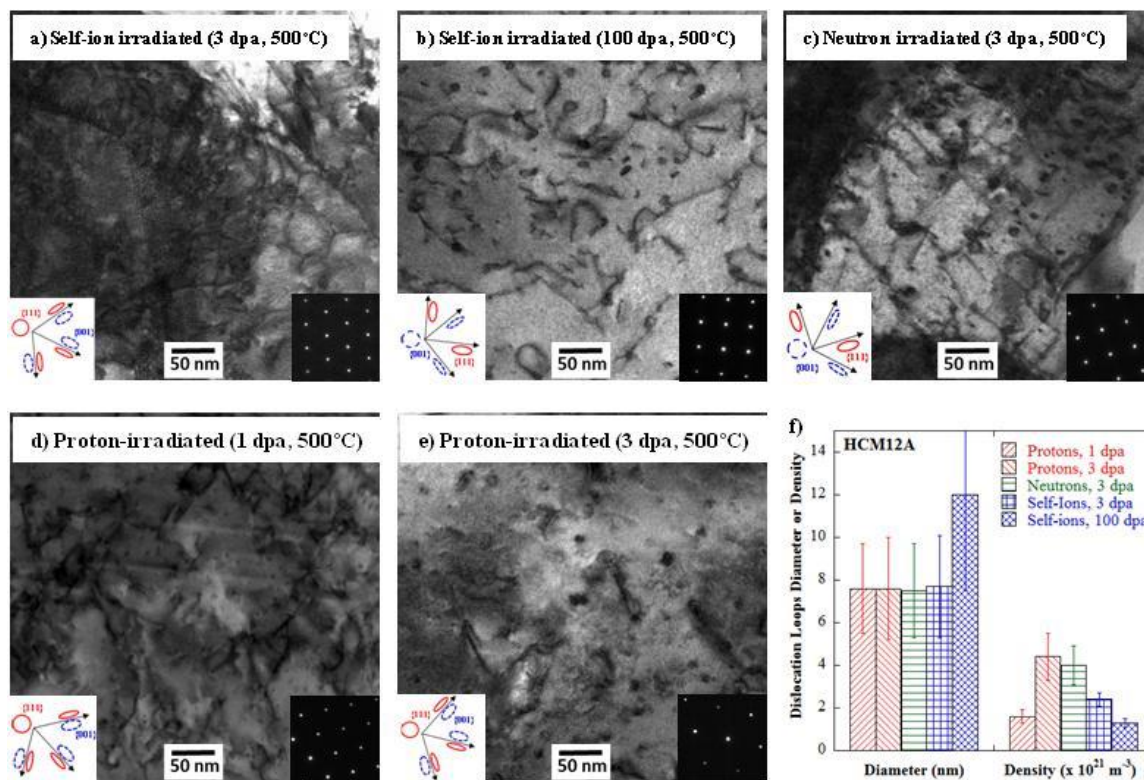 a) Self-ion irradiated (3 dpa, 500°C)
b) Self-ion irradiated (100 dpa, 500°C)
c) Neutron irradiated (3 dpa, 500°C)
{111}
{001}
50 nm
{001}
{111}
50 nm
{111}
{001}
50 nm
d) Proton-irradiated (1 dpa, 500°C)
e) Proton-irradiated (3 dpa, 500°C)
{111}
{001}
50 nm
{111}
{001}
50 nm
f)
HCM12A
Protons, 1 dpa
Protons, 3 dpa
Neutrons, 3 dpa
Self-Ions, 3 dpa
Self-ions, 100 dpa
Dislocation Loops Diameter or Density
14
12
10
8
6
4
2
0
Diameter (nm)
Density (x 10²¹ m⁻³)